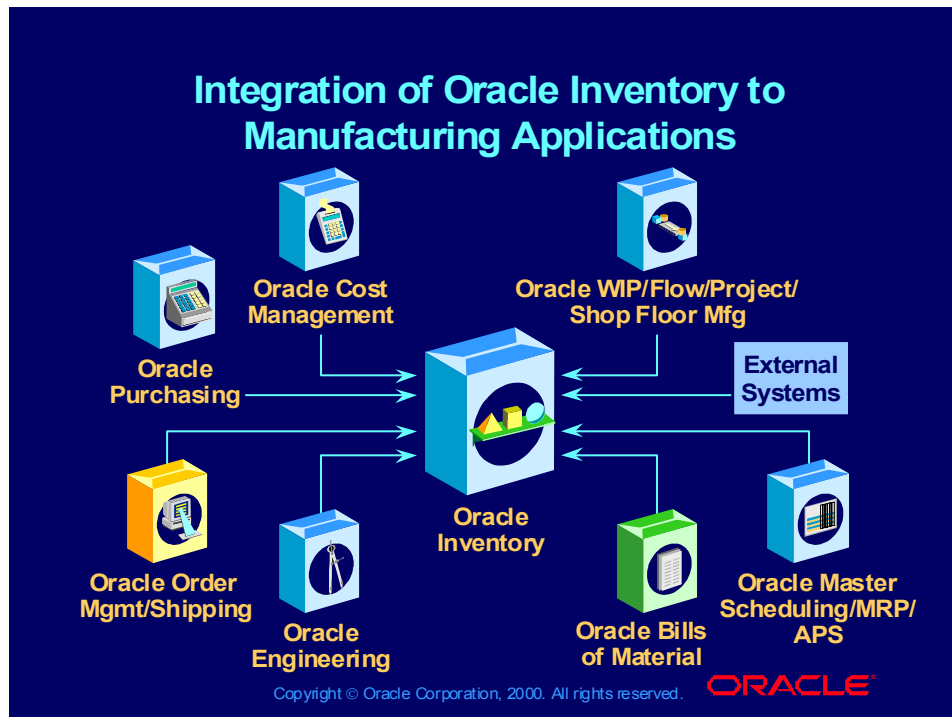 Integration of Oracle Inventory to
Manufacturing Applications
Oracle Cost
Management
Oracle WIP/Flow/Project/
Shop Floor Mfg
Oracle
Purchasing
External
Systems
Oracle
Inventory
Oracle Order
Mgmt/Shipping
Oracle
Engineering
Oracle Bills
of Material
Oracle Master
Scheduling/MRP/
APS
Copyright © Oracle Corporation, 2000. All rights reserved.
ORACLE®